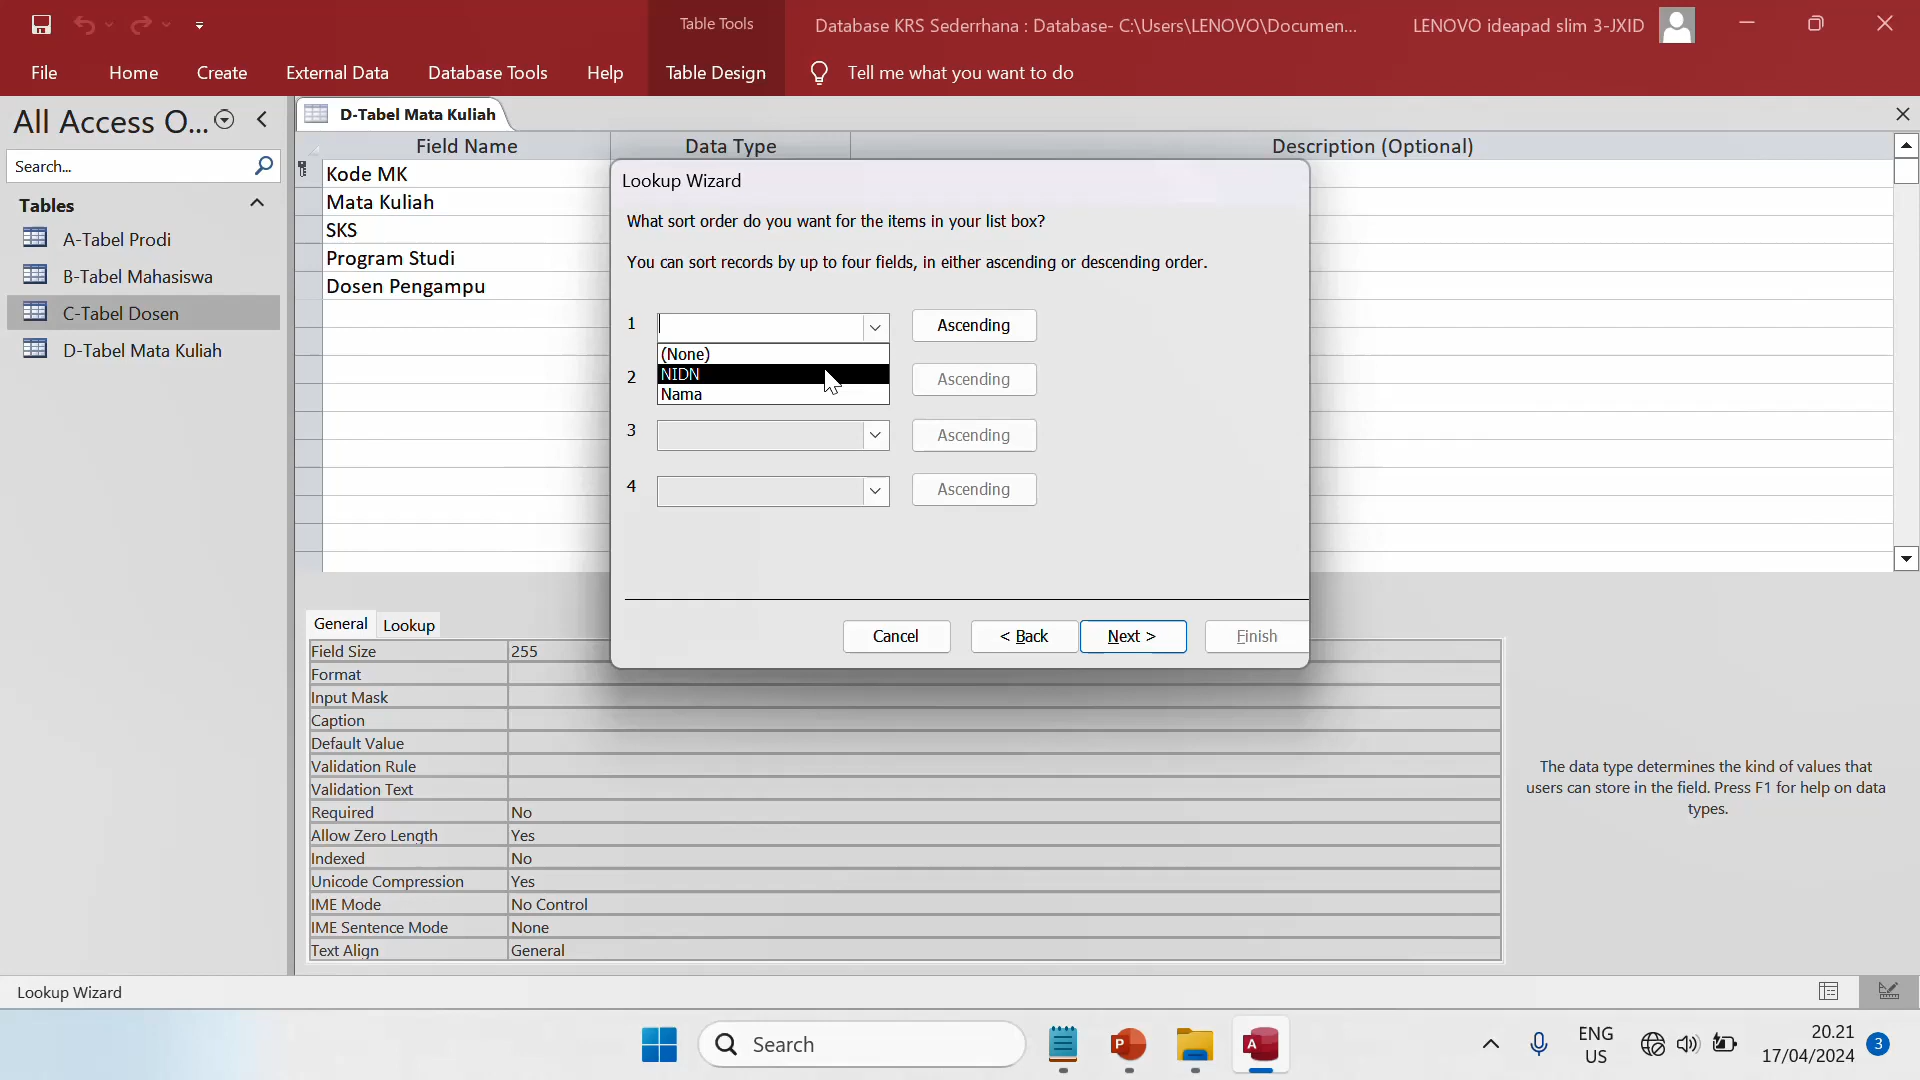 Table Tools
Database KRS Sederrhana : Database- C:\Users\LENOVO\Documen...
LENOVO ideapad slim 3-JXID
File
Home
Create
External Data
Database Tools
Help
Table Design
Tell me what you want to do
All Access O...
Search...
Tables
A-Tabel Prodi
B-Tabel Mahasiswa
C-Tabel Dosen
D-Tabel Mata Kuliah
D-Tabel Mata Kuliah
Field Name
Data Type
Description (Optional)
Kode MK
Mata Kuliah
SKS
Program Studi
Dosen Pengampu
Lookup Wizard
What sort order do you want for the items in your list box?
You can sort records by up to four fields, in either ascending or descending order.
1
Ascending
(None)
NIDN
Nama
2
Ascending
3
Ascending
4
Ascending
Cancel
< Back
Next >
Finish
General
Lookup
Field Size 255
Format
Input Mask
Caption
Default Value
Validation Rule
Validation Text
Required No
Allow Zero Length Yes
Indexed No
Unicode Compression Yes
IME Mode No Control
IME Sentence Mode None
Text Align General
The data type determines the kind of values that
users can store in the field. Press F1 for help on data
types.
Lookup Wizard
Search
P
A
ENG
US
20.21
17/04/2024
3